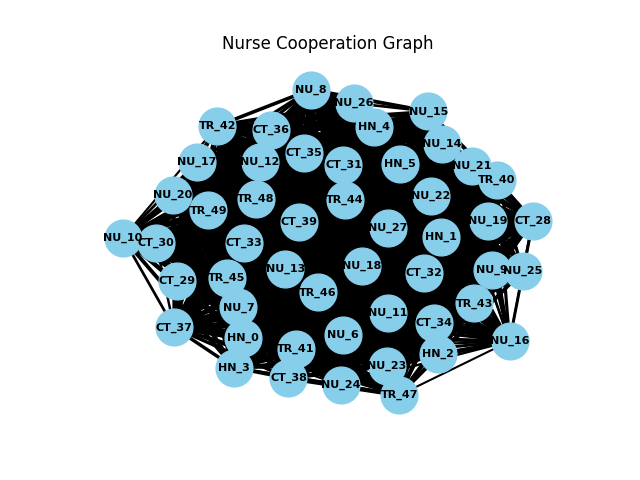 Nurse Cooperation Graph
NU_8
NU_26
NU_15
TR_42
CT_36
HN_4
NU_14
CT_35
NU_17
NU_12
CT_31
HN_5
NU_21
TR_40
NU_20
TR_48
TR_44
NU_22
TR_49
CT_39
NU_19
CT_28
NU_27
NU_10
CT_30
CT_33
HN_1
NU_13
NU_18
CT_32
NU_9
NU_25
CT_29
TR_45
TR_46
TR_43
NU_7
NU_11
CT_34
CT_37
HN_0
NU_6
NU_16
TR_41
HN_2
HN_3
NU_23
CT_38
NU_24
TR_47